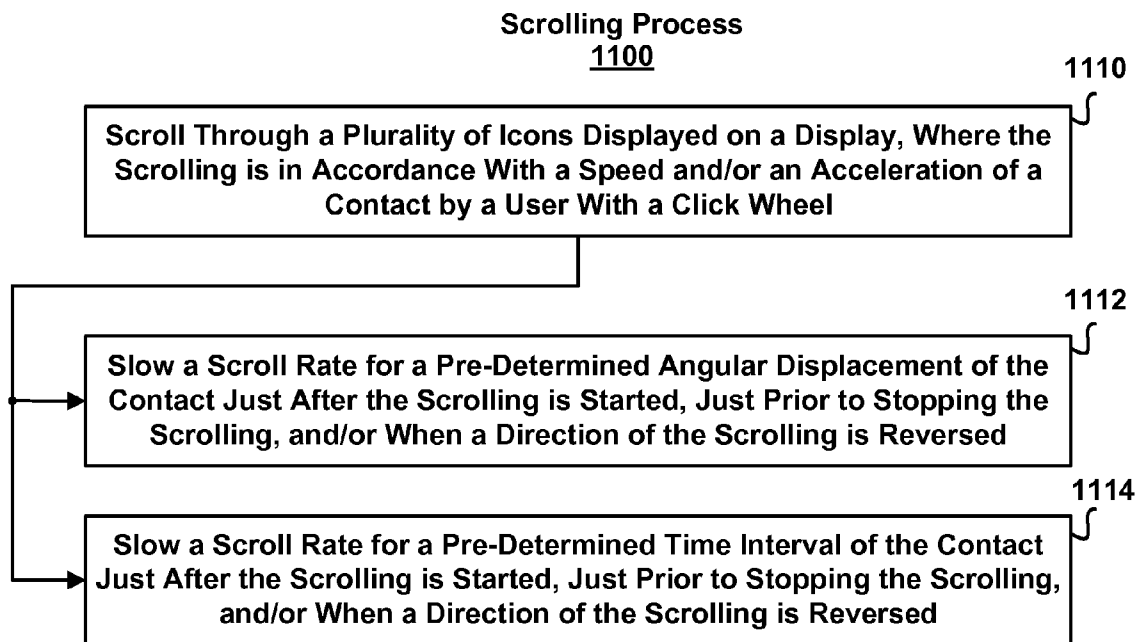 Scrolling Process
1100
1110
Scroll Through a Plurality of Icons Displayed on a Display, Where the
Scrolling is in Accordance With a Speed and/or an Acceleration of a
Contact by a User With a Click Wheel
1112
Slow a Scroll Rate for a Pre-Determined Angular Displacement of the
Contact Just After the Scrolling is Started, Just Prior to Stopping the
Scrolling, and/or When a Direction of the Scrolling is Reversed
1114
Slow a Scroll Rate for a Pre-Determined Time Interval of the Contact
Just After the Scrolling is Started, Just Prior to Stopping the Scrolling,
and/or When a Direction of the Scrolling is Reversed